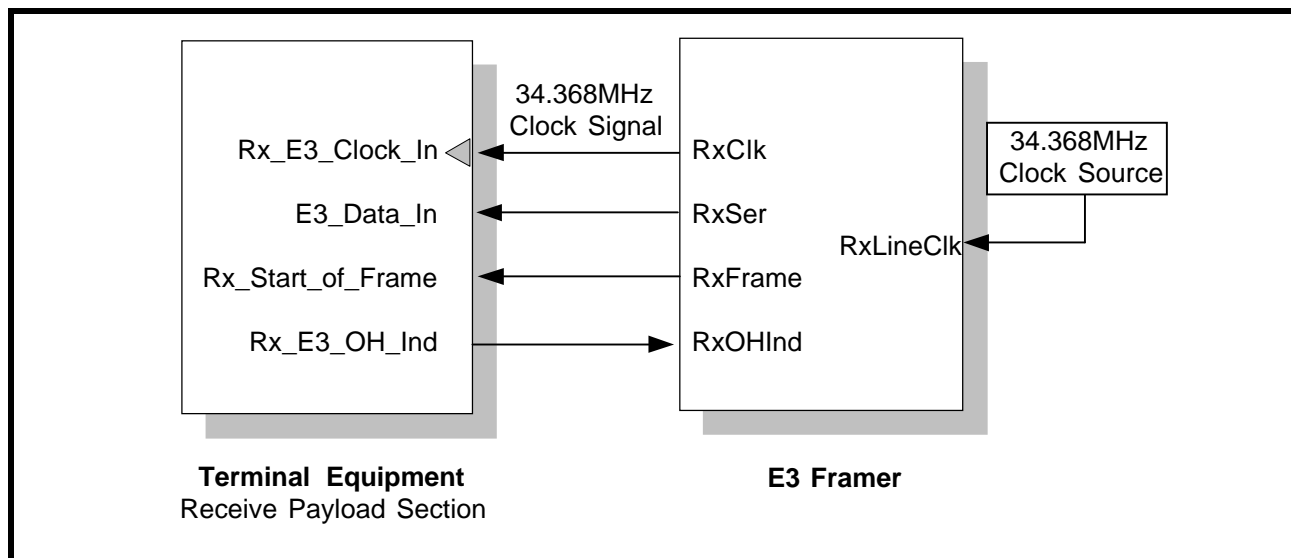 34.368MHz
Clock Signal
34.368MHz
Clock Source
Rx_E3_Clock_In
RxClk
E3_Data_In
RxSer
RxLineClk
Rx_Start_of_Frame
RxFrame
Rx_E3_OH_Ind
RxOHInd
Terminal Equipment
Receive Payload Section
E3 Framer